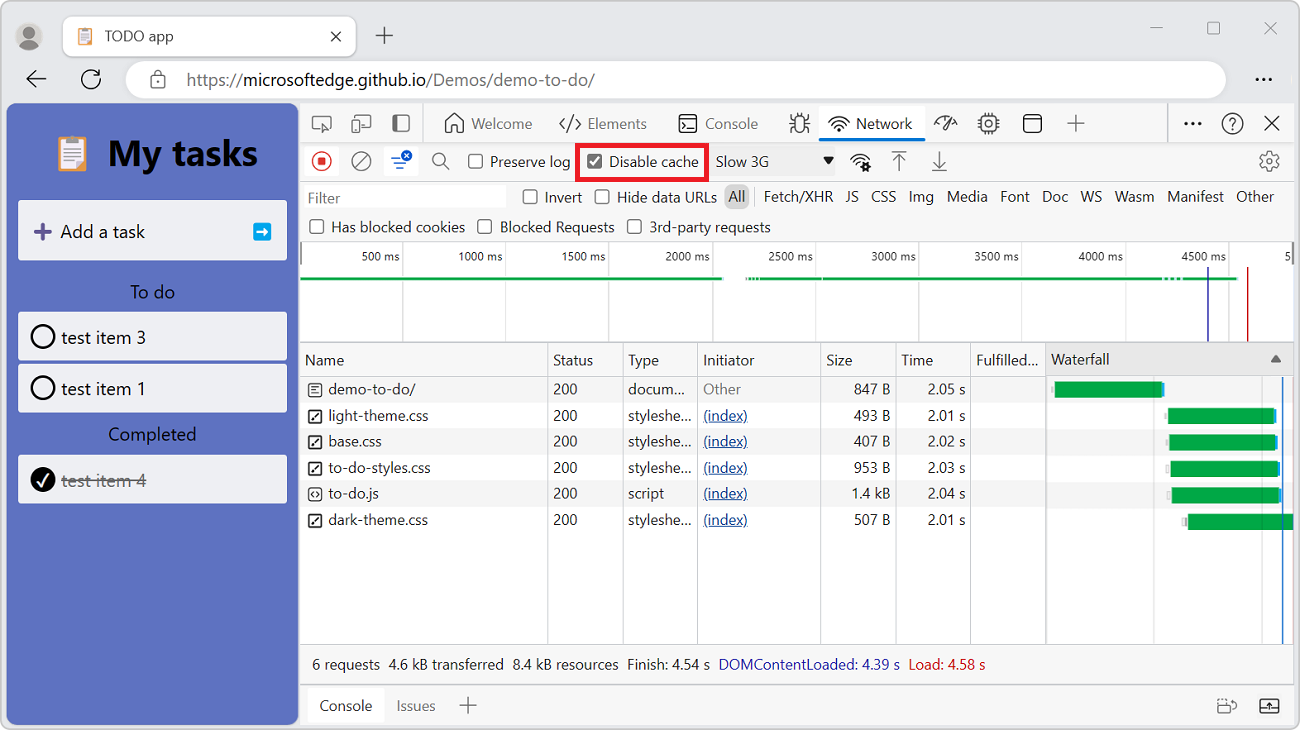 TODO app
https://microsoftedge.github.io/Demos/demo-to-do/
My tasks
Add a task
To do
test item 3
test item 1
Completed
test item 4
Welcome Elements Console Network
Preserve log Disable cache Slow 3G
Filter Invert Hide data URLs All Fetch/XHR JS CSS Img Media Font Doc WS Wasm Manifest Other
Has blocked cookies Blocked Requests 3rd-party requests
500 ms 1000 ms 1500 ms 2000 ms 2500 ms 3000 ms 3500 ms 4000 ms 4500 ms 5
Name Status Type Initiator Size Time Fulfilled... Waterfall
demo-to-do/ 200 docum... Other 847 B 2.05 s
light-theme.css 200 styleshe... (index) 493 B 2.01 s
base.css 200 styleshe... (index) 407 B 2.02 s
to-do-styles.css 200 styleshe... (index) 953 B 2.03 s
to-do.js 200 script (index) 1.4 kB 2.04 s
dark-theme.css 200 styleshe... (index) 507 B 2.01 s
6 requests 4.6 kB transferred 8.4 kB resources Finish: 4.54 s DOMContentLoaded: 4.39 s Load: 4.58 s
Console Issues